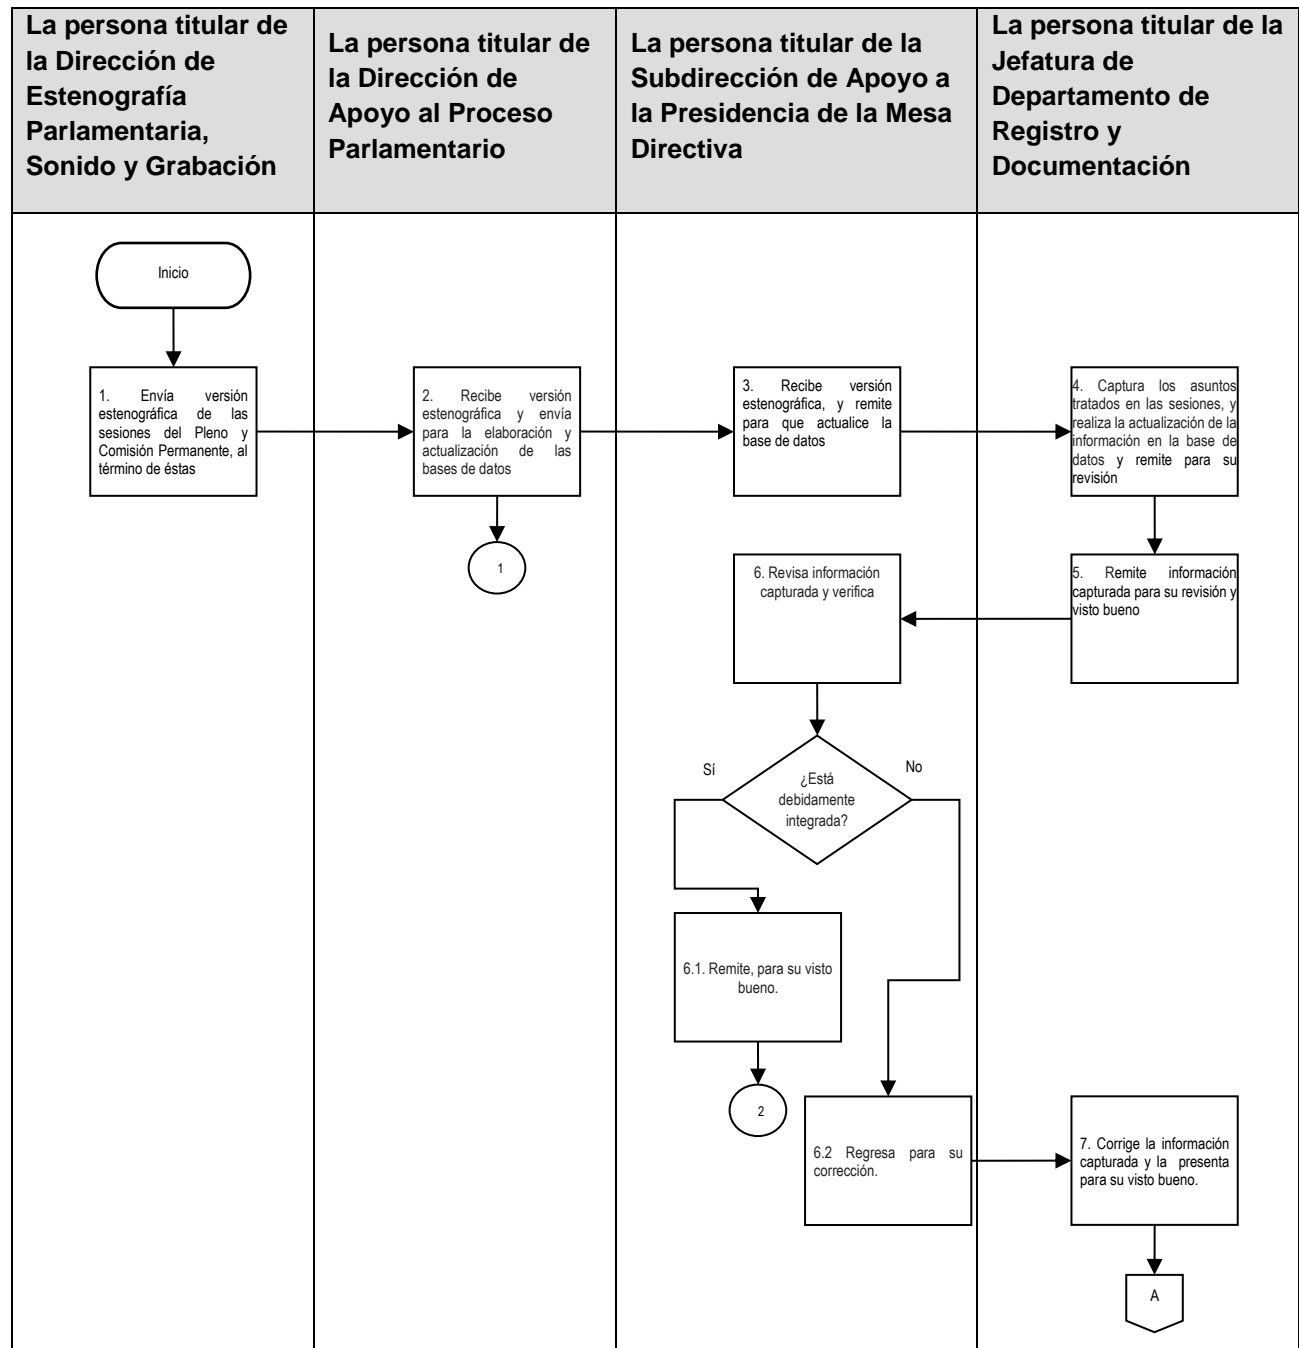 La persona titular de
la Dirección de
Estenografía
Parlamentaria,
Sonido y Grabación
La persona titular de
la Dirección de
Apoyo al Proceso
Parlamentario
La persona titular de la
Subdirección de Apoyo a
la Presidencia de la Mesa
Directiva
La persona titular de la
Jefatura de
Departamento de
Registro y
Documentación
Inicio
1. Envía versión
estenográfica de las
sesiones del Pleno y
Comisión Permanente, al
término de éstas
2. Recibe versión
estenográfica y envía
para la elaboración y
actualización de las
bases de datos
3. Recibe versión
estenográfica, y remite
para que actualice la
base de datos
4. Captura los asuntos
tratados en las sesiones, y
realiza la actualización de la
información en la base de
datos y remite para su
revisión
1
6. Revisa información
capturada y verifica
5. Remite información
capturada para su revisión y
visto bueno
Sí
¿Está
debidamente
integrada?
No
6.1. Remite, para su visto
bueno.
2
6.2 Regresa para su
corrección.
7. Corrige la información
capturada y la presenta
para su visto bueno.
A